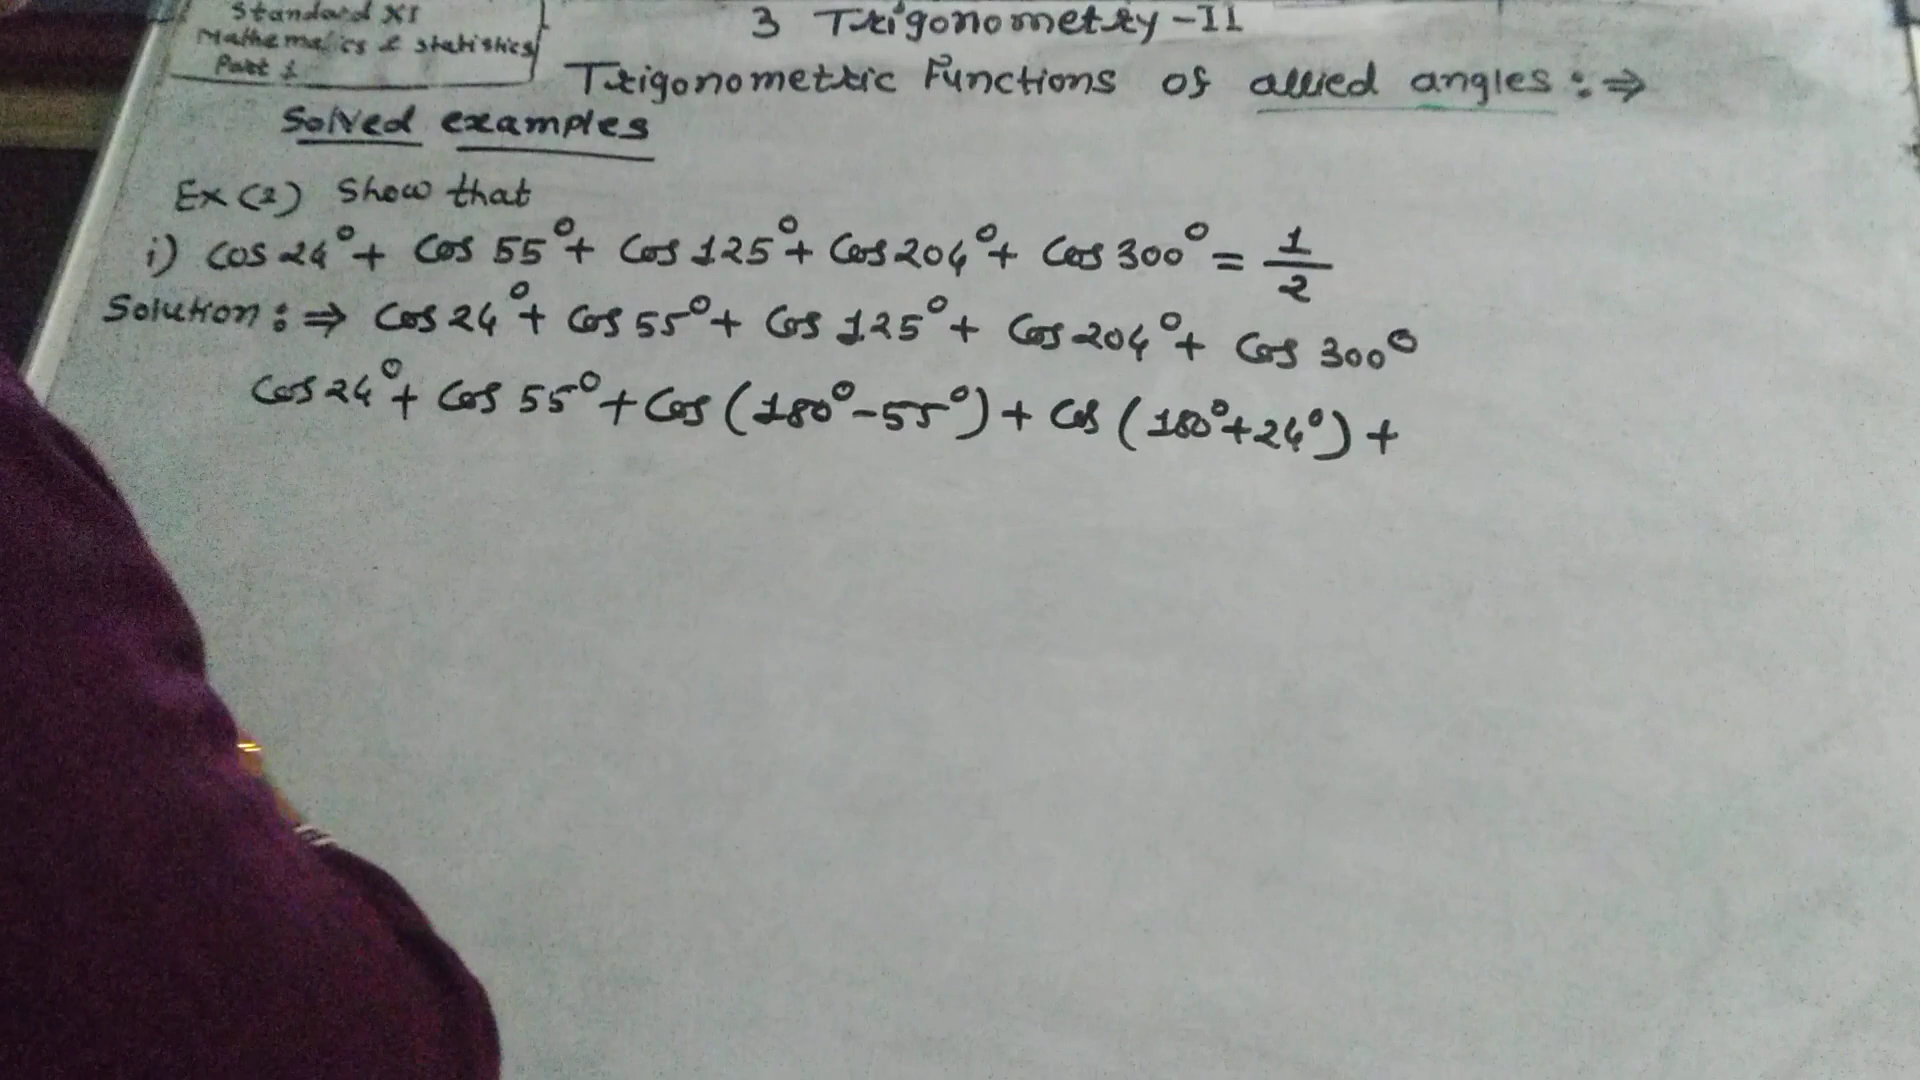 Standard XI
Mathematics & statistics
Part 1
3 Trigonometry-II
Trigonometric Functions of allied angles :⇒
Solved examples
Ex (2) Show that
i) cos 24° + cos 55° + cos 125° + cos 204° + cos 300° = 1/2
Solution :⇒ cos 24° + cos 55° + cos 125° + cos 204° + cos 300°
cos 24° + cos 55° + cos (180° - 55°) + cos (180° + 24°) +